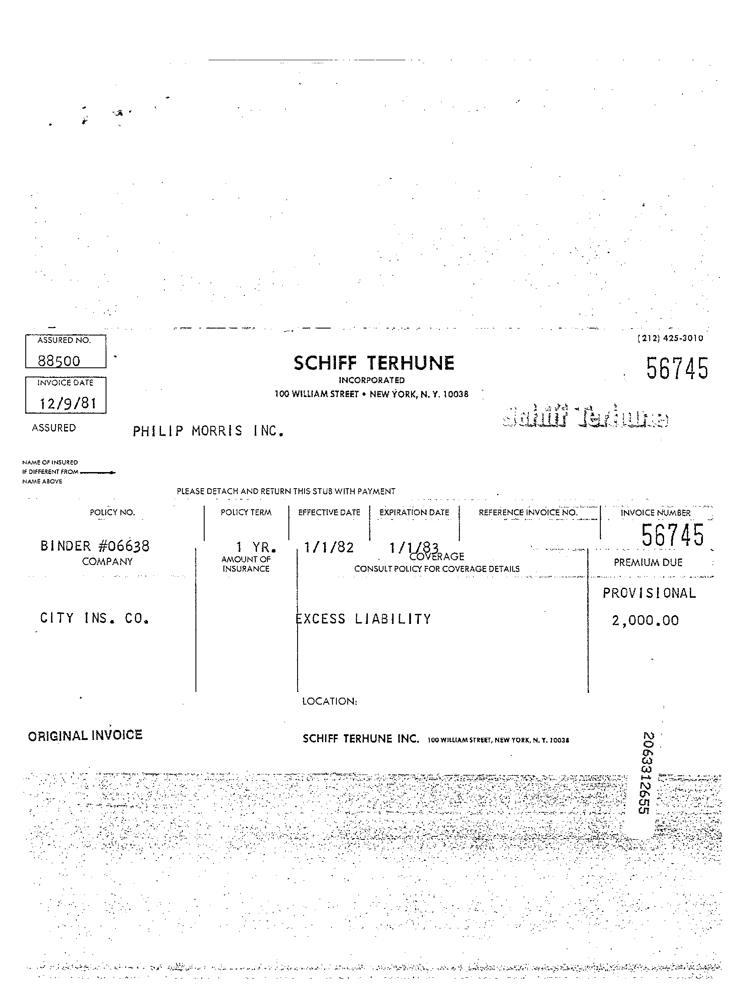 ASSURED NO.
88500
INVOICE DATE
12/9/81
(212) 425-3010
SCHIFF TERHUNE
INCORPORATED
100 WILLIAM STREET • NEW YORK, N. Y. 10038
56745
Schiff Terhune
ASSURED
PHILIP MORRIS INC.
NAME OF INSURED
IF DIFFERENT FROM
NAME ABOVE
PLEASE DETACH AND RETURN THIS STUB WITH PAYMENT
POLICY NO. POLICY TERM EFFECTIVE DATE EXPIRATION DATE REFERENCE INVOICE NO. INVOICE NUMBER
56745
BINDER #06638 1 YR. 1/1/82 1/1/83
COMPANY AMOUNT OF INSURANCE COVERAGE PREMIUM DUE
CONSULT POLICY FOR COVERAGE DETAILS
PROVISIONAL
CITY INS. CO. EXCESS LIABILITY 2,000.00
LOCATION:
ORIGINAL INVOICE
SCHIFF TERHUNE INC. 100 WILLIAM STREET, NEW YORK, N. Y. 10038
2063312655